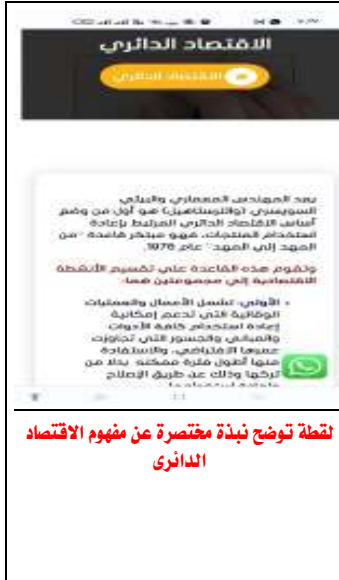 الاقتصاد الدائري
الاقتصاد الدائري
يعد المهندس المعماري والبيئي
السويسري (والترستاهين) هو أول من وضع
أساس الاقتصاد الدائري المرتبط بإعادة
استخدام المنتجات، فهو مبتكر قاعدة "من
المهد إلى المهد" عام 1976.
وتقوم هذه القاعدة على تقسيم الأنشطة
الاقتصادية إلى مجموعتين هما:
• الأولى: تشمل الأعمال والعمليات
الوقائية التي تدعم إمكانية
إعادة استخدام كافة الأدوات
والمباني والجسور التي تجاوزت
عمرها الافتراضي، والاستفادة
منها أطول فترة ممكنة بدلا من
تركها وذلك عن طريق الإصلاح
لقطة توضح نبذة مختصرة عن مفهوم الاقتصاد
الدائرى